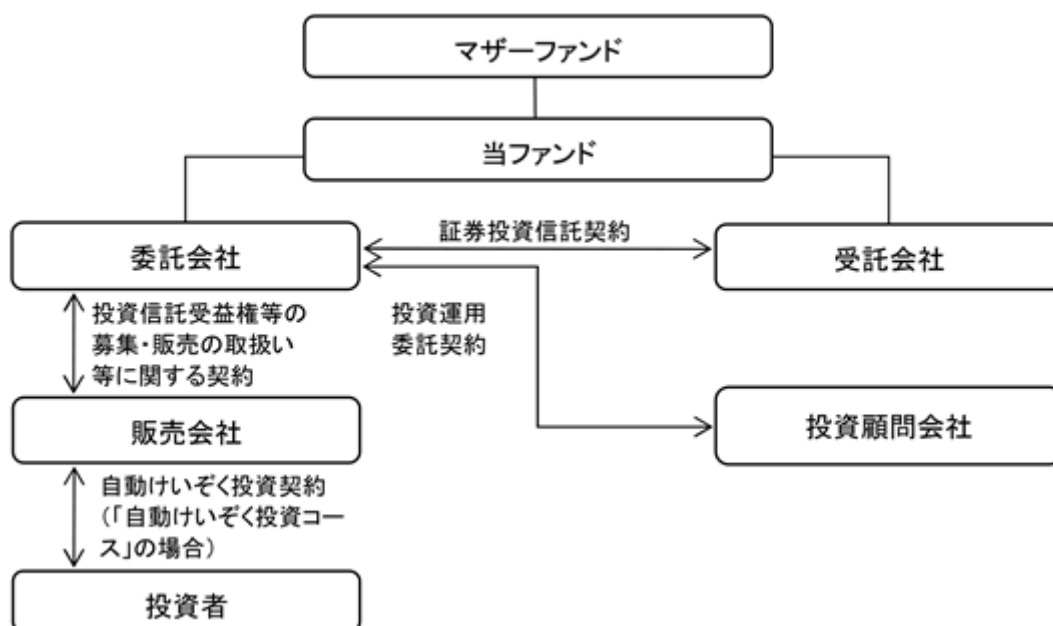 マザーファンド
当ファンド
証券投資信託契約
委託会社
受託会社
投資信託受益権等の
募集・販売の取扱い
等に関する契約
投資運用
委託契約
販売会社
投資顧問会社
自動けいぞく投資契約
(「自動けいぞく投資コー
ス」の場合)
投資者